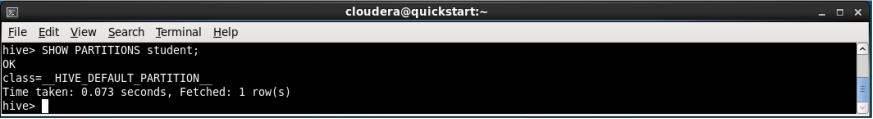 cloudera@quickstart:~
File Edit View Search Terminal Help
hive> SHOW PARTITIONS student;
OK
class=__HIVE_DEFAULT_PARTITION__
Time taken: 0.073 seconds, Fetched: 1 row(s)
hive>